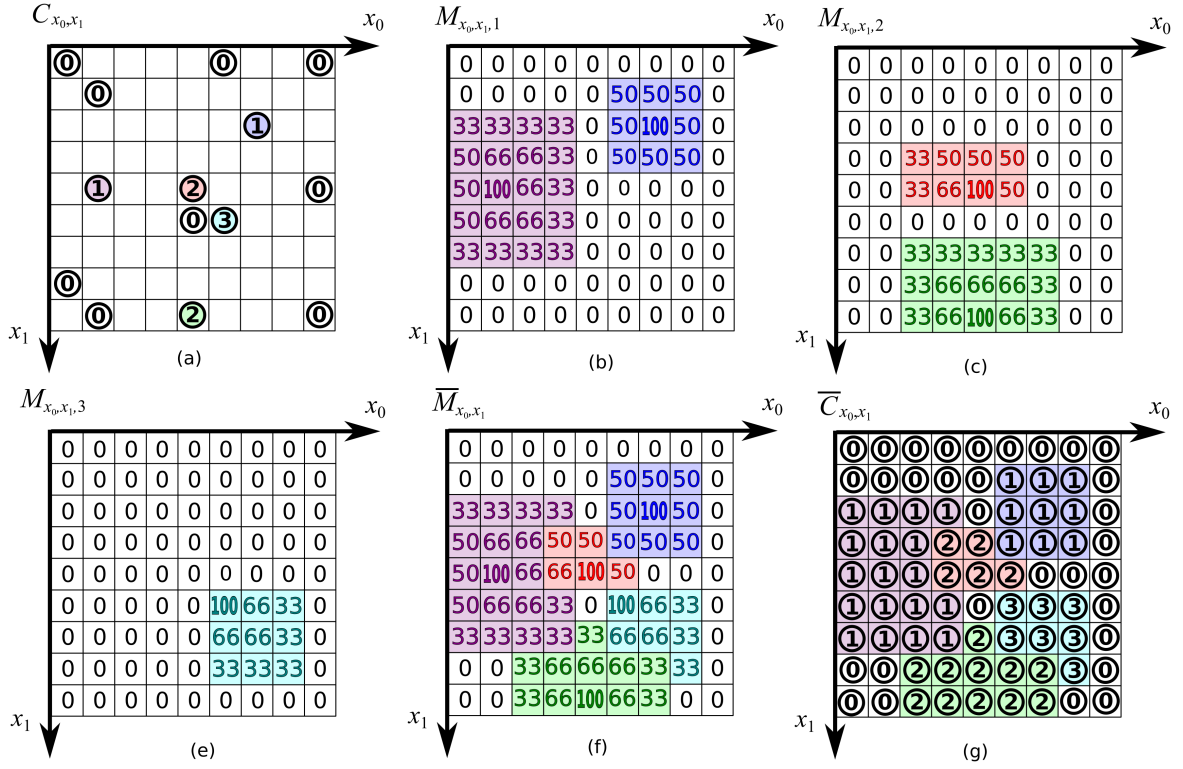 C x₀,x₁
x₀
0 0 0
0
1
1 2 0
0 3
0
0 2 0
x₁
(a)
M x₀,x₁,1
x₀
0 0 0 0 0 0 0 0 0
0 0 0 0 0 50 50 50 0
33 33 33 33 0 50 100 50 0
50 66 66 33 0 50 50 50 0
50 100 66 33 0 0 0 0 0
50 66 66 33 0 0 0 0 0
33 33 33 33 0 0 0 0 0
0 0 0 0 0 0 0 0 0
0 0 0 0 0 0 0 0 0
x₁
(b)
M x₀,x₁,2
x₀
0 0 0 0 0 0 0 0 0
0 0 0 0 0 0 0 0 0
0 0 0 0 0 0 0 0 0
0 0 33 50 50 50 0 0 0
0 0 33 66 100 50 0 0 0
0 0 0 0 0 0 0 0 0
0 0 33 33 33 33 33 0 0
0 0 33 66 66 66 33 0 0
0 0 33 66 100 66 33 0 0
x₁
(c)
M x₀,x₁,3
x₀
0 0 0 0 0 0 0 0 0
0 0 0 0 0 0 0 0 0
0 0 0 0 0 0 0 0 0
0 0 0 0 0 0 0 0 0
0 0 0 0 0 0 0 0 0
0 0 0 0 0 100 66 33 0
0 0 0 0 0 66 66 33 0
0 0 0 0 0 33 33 33 0
0 0 0 0 0 0 0 0 0
x₁
(e)
M̅ x₀,x₁
x₀
0 0 0 0 0 0 0 0 0
0 0 0 0 0 50 50 50 0
33 33 33 33 0 50 100 50 0
50 66 66 50 50 50 50 50 0
50 100 66 66 100 50 0 0 0
50 66 66 33 0 100 66 33 0
33 33 33 33 33 66 66 33 0
0 0 33 66 66 66 33 33 0
0 0 33 66 100 66 33 0 0
x₁
(f)
C̅ x₀,x₁
x₀
0 0 0 0 0 0 0 0 0
0 0 0 0 0 1 1 1 0
1 1 1 1 0 1 1 1 0
1 1 1 2 2 1 1 1 0
1 1 1 2 2 2 0 0 0
1 1 1 1 0 3 3 3 0
1 1 1 1 2 3 3 3 0
0 0 2 2 2 2 2 3 0
0 0 2 2 2 2 2 0 0
x₁
(g)